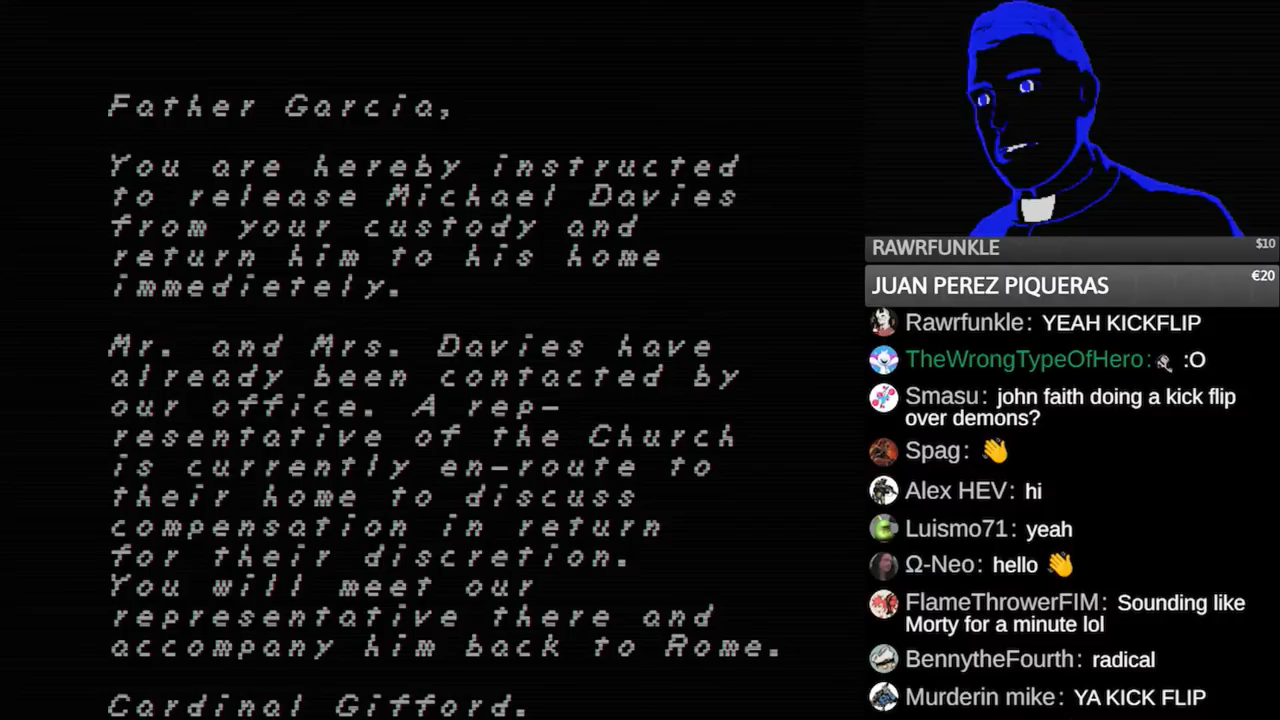 Father Garcia,
You are hereby instructed
to release Michael Davies
from your custody and
return him to his home
immedietely.
Mr. and Mrs. Davies have
already been contacted by
our office. A rep-
resentative of the Church
is currently en-route to
their home to discuss
compensation in return
for their discretion.
You will meet our
representative there and
accompany him back to Rome.
Cardinal Gifford.
RAWRFUNKLE $10
JUAN PEREZ PIQUERAS €20
Rawrfunkle: YEAH KICKFLIP
TheWrongTypeOfHero: :O
Smasu: john faith doing a kick flip
over demons?
Spag: 👋
Alex HEV: hi
Luismo71: yeah
Ω-Neo: hello 👋
FlameThrowerFIM: Sounding like
Morty for a minute lol
BennytheFourth: radical
Murderin mike: YA KICK FLIP